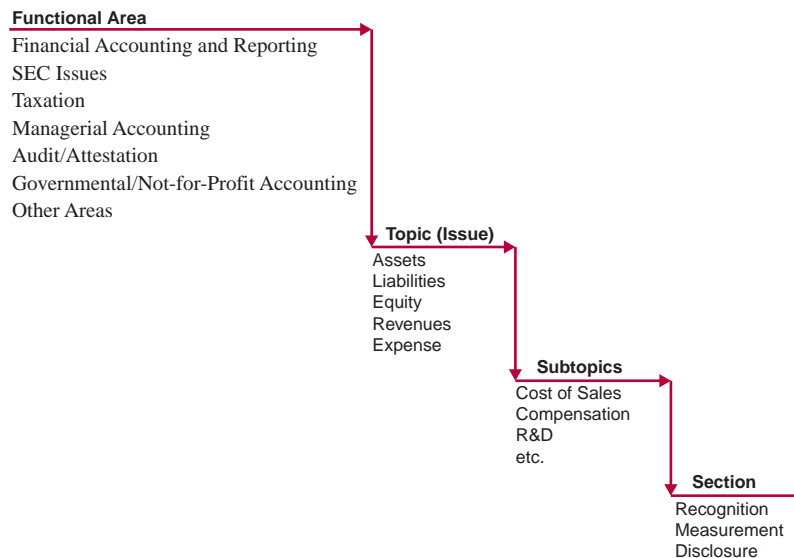 Functional Area
Financial Accounting and Reporting
SEC Issues
Taxation
Managerial Accounting
Audit/Attestation
Governmental/Not-for-Profit Accounting
Other Areas
Topic (Issue)
Assets
Liabilities
Equity
Revenues
Expense
Subtopics
Cost of Sales
Compensation
R&D
etc.
Section
Recognition
Measurement
Disclosure